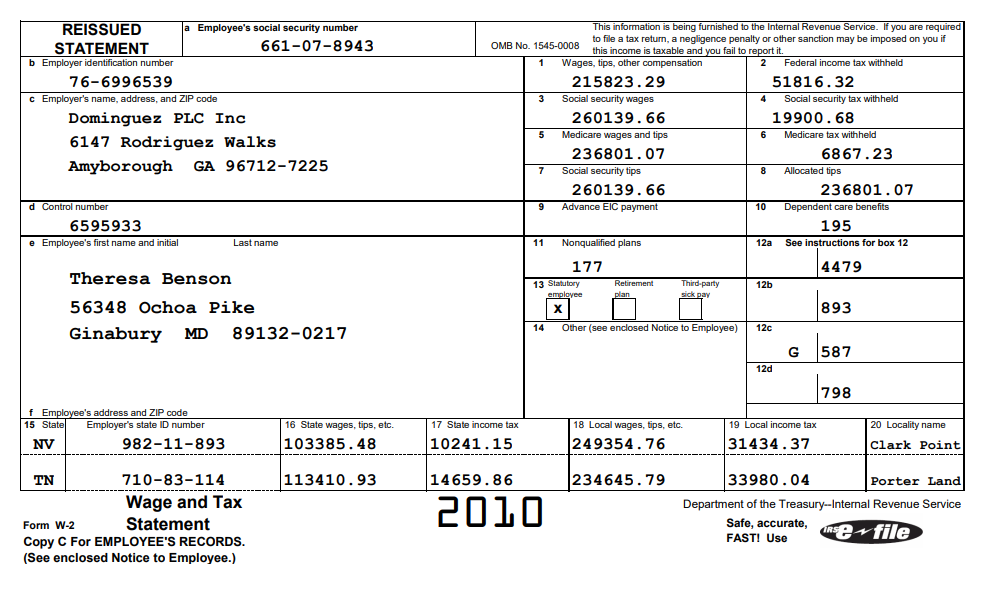 REISSUED STATEMENT
a Employee's social security number
661-07-8943
OMB No. 1545-0008
This information is being furnished to the Internal Revenue Service. If you are required
to file a tax return, a negligence penalty or other sanction may be imposed on you if
this income is taxable and you fail to report it.
b Employer identification number
76-6996539
1 Wages, tips, other compensation
215823.29
2 Federal income tax withheld
51816.32
c Employer's name, address, and ZIP code
Dominguez PLC Inc
6147 Rodriguez Walks
Amyborough GA 96712-7225
3 Social security wages
260139.66
4 Social security tax withheld
19900.68
5 Medicare wages and tips
236801.07
6 Medicare tax withheld
6867.23
7 Social security tips
260139.66
8 Allocated tips
236801.07
d Control number
6595933
9 Advance EIC payment
10 Dependent care benefits
195
e Employee's first name and initial Last name
Theresa Benson
56348 Ochoa Pike
Ginabury MD 89132-0217
11 Nonqualified plans
177
12a See instructions for box 12
4479
13 Statutory employee Retirement plan Third-party sick pay
x
12b
893
14 Other (see enclosed Notice to Employee)
12c
G 587
12d
798
f Employee's address and ZIP code
15 State Employer's state ID number 16 State wages, tips, etc. 17 State income tax 18 Local wages, tips, etc. 19 Local income tax 20 Locality name
NV 982-11-893 103385.48 10241.15 249354.76 31434.37 Clark Point
TN 710-83-114 113410.93 14659.86 234645.79 33980.04 Porter Land
Form W-2 Wage and Tax Statement
2010
Department of the Treasury--Internal Revenue Service
Copy C For EMPLOYEE'S RECORDS.
(See enclosed Notice to Employee.)
Safe, accurate,
FAST! Use
IRS e file